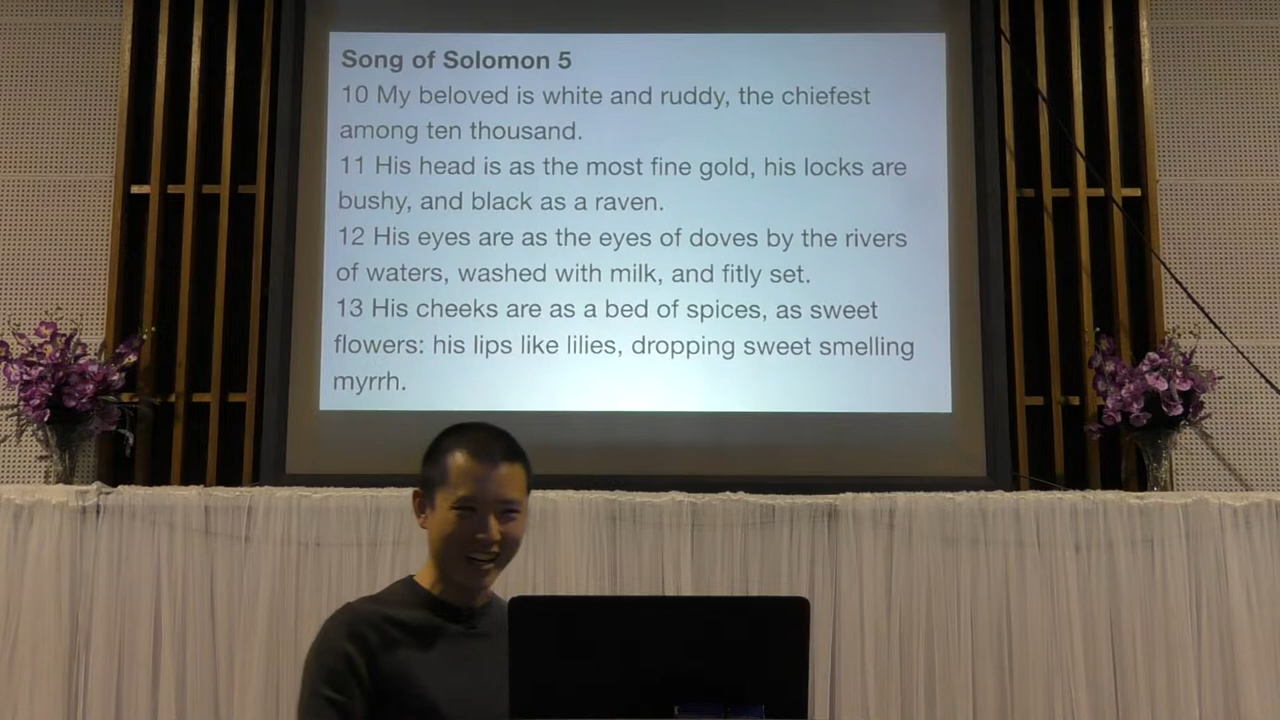 Song of Solomon 5
10 My beloved is white and ruddy, the chiefest
among ten thousand.
11 His head is as the most fine gold, his locks are
bushy, and black as a raven.
12 His eyes are as the eyes of doves by the rivers
of waters, washed with milk, and fitly set.
13 His cheeks are as a bed of spices, as sweet
flowers: his lips like lilies, dropping sweet smelling
myrrh.